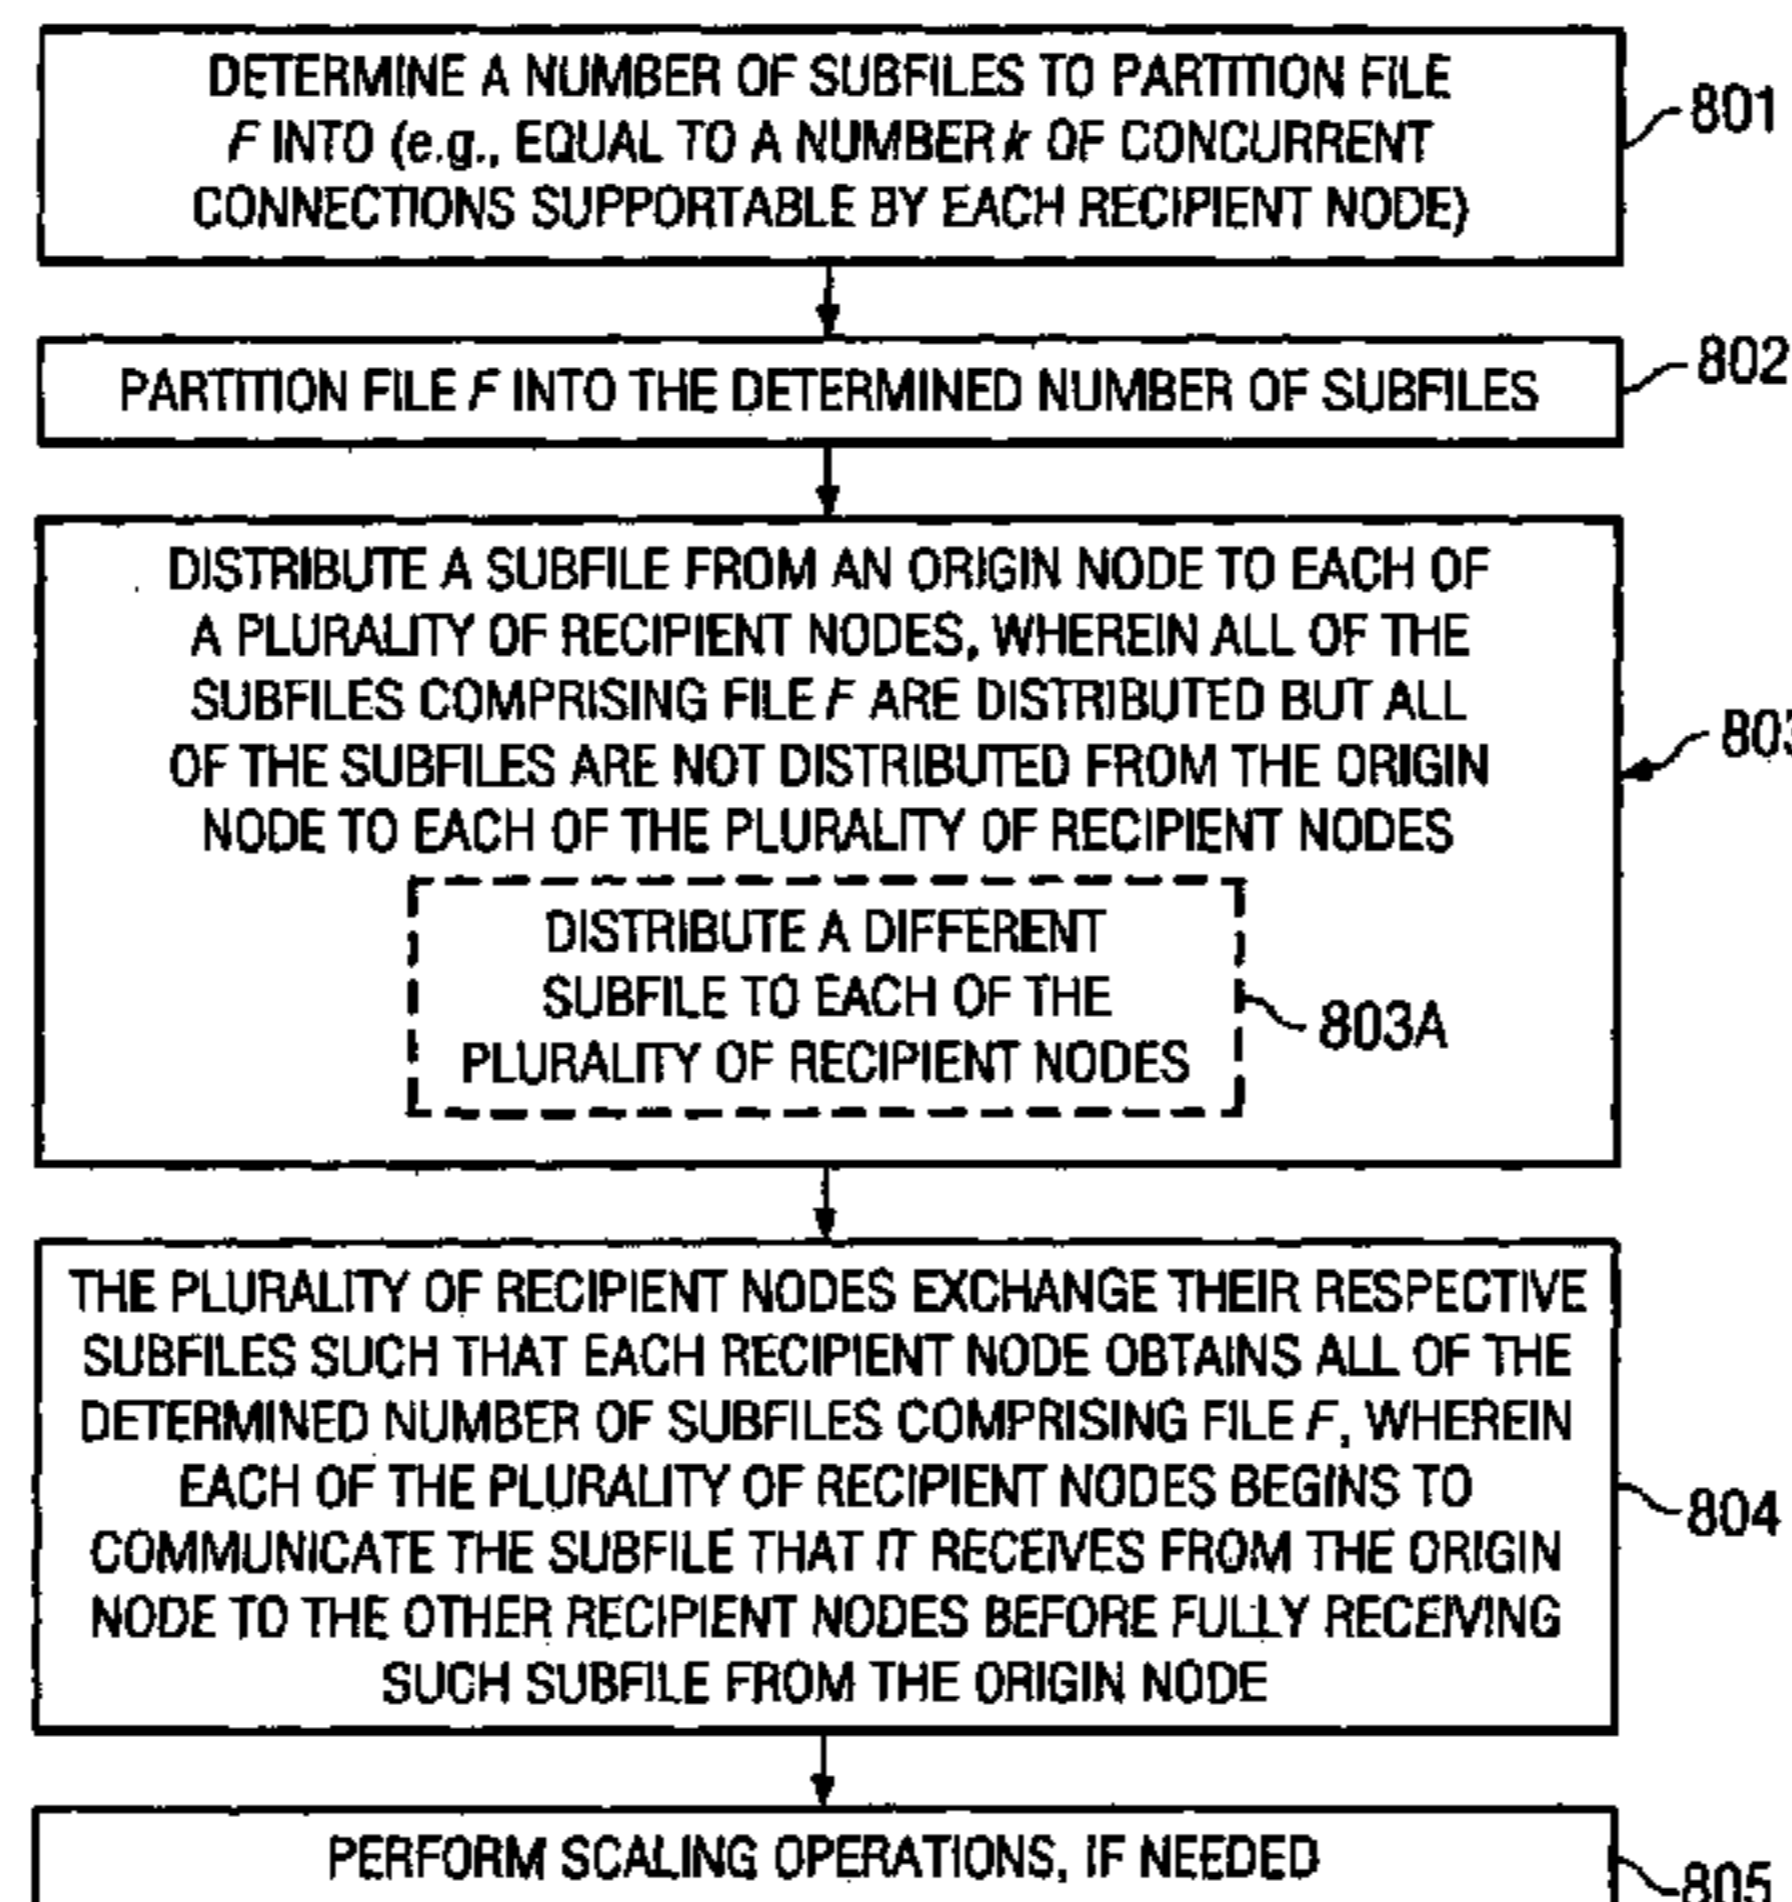 DETERMINE A NUMBER OF SUBFILES TO PARTITION FILE
F INTO (e.g., EQUAL TO A NUMBER k OF CONCURRENT
CONNECTIONS SUPPORTABLE BY EACH RECIPIENT NODE)
801
PARTITION FILE F INTO THE DETERMINED NUMBER OF SUBFILES
802
DISTRIBUTE A SUBFILE FROM AN ORIGIN NODE TO EACH OF
A PLURALITY OF RECIPIENT NODES, WHEREIN ALL OF THE
SUBFILES COMPRISING FILE F ARE DISTRIBUTED BUT ALL
OF THE SUBFILES ARE NOT DISTRIBUTED FROM THE ORIGIN
NODE TO EACH OF THE PLURALITY OF RECIPIENT NODES
803
DISTRIBUTE A DIFFERENT
SUBFILE TO EACH OF THE
PLURALITY OF RECIPIENT NODES
803A
THE PLURALITY OF RECIPIENT NODES EXCHANGE THEIR RESPECTIVE
SUBFILES SUCH THAT EACH RECIPIENT NODE OBTAINS ALL OF THE
DETERMINED NUMBER OF SUBFILES COMPRISING FILE F, WHEREIN
EACH OF THE PLURALITY OF RECIPIENT NODES BEGINS TO
COMMUNICATE THE SUBFILE THAT IT RECEIVES FROM THE ORIGIN
NODE TO THE OTHER RECIPIENT NODES BEFORE FULLY RECEIVING
SUCH SUBFILE FROM THE ORIGIN NODE
804
PERFORM SCALING OPERATIONS, IF NEEDED
805